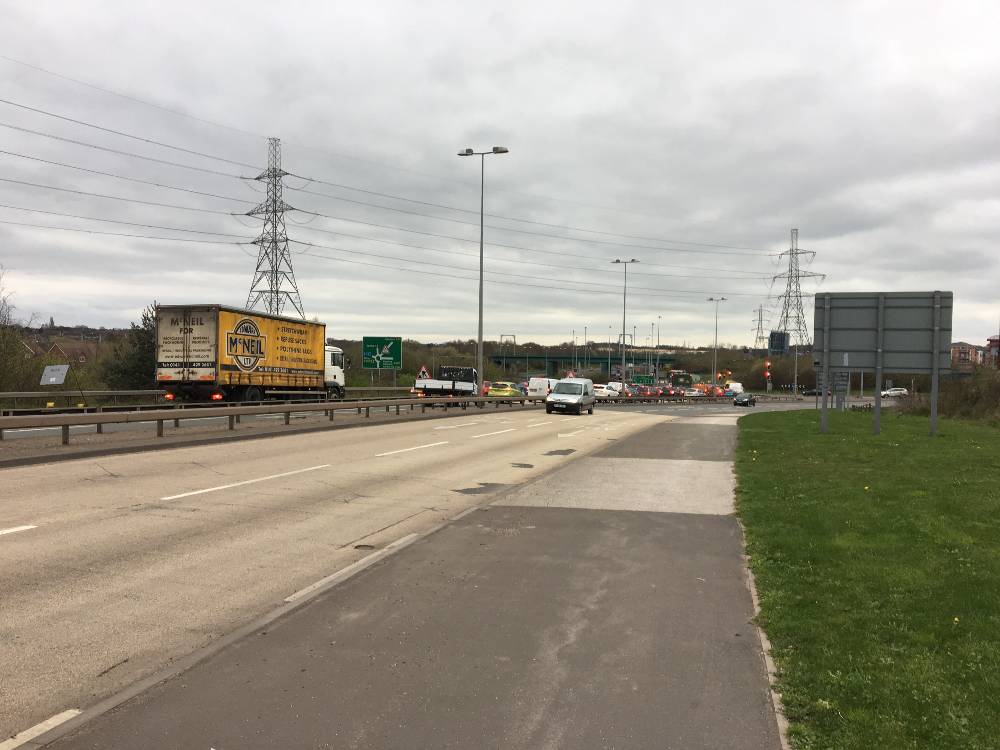 McNEIL
FOR
RECYCLABLE REUSABLE
PACKAGING PRODUCTS
RETAIL / INDUSTRIAL PACKAGING
www.edwardmcneil.com
Tel: 0141 429 3681
EDWARD
McNEIL
LTD
• STRETCHWRAP
• REFUSE SACKS
• POLYTHENE BAGS
• RETAIL / INDUSTRIAL PACKAGING
Tel: 0141 429 3681 www.edwardmcneil.com
Cannock A34
Telford A5
Rugeley
Cannock
A460